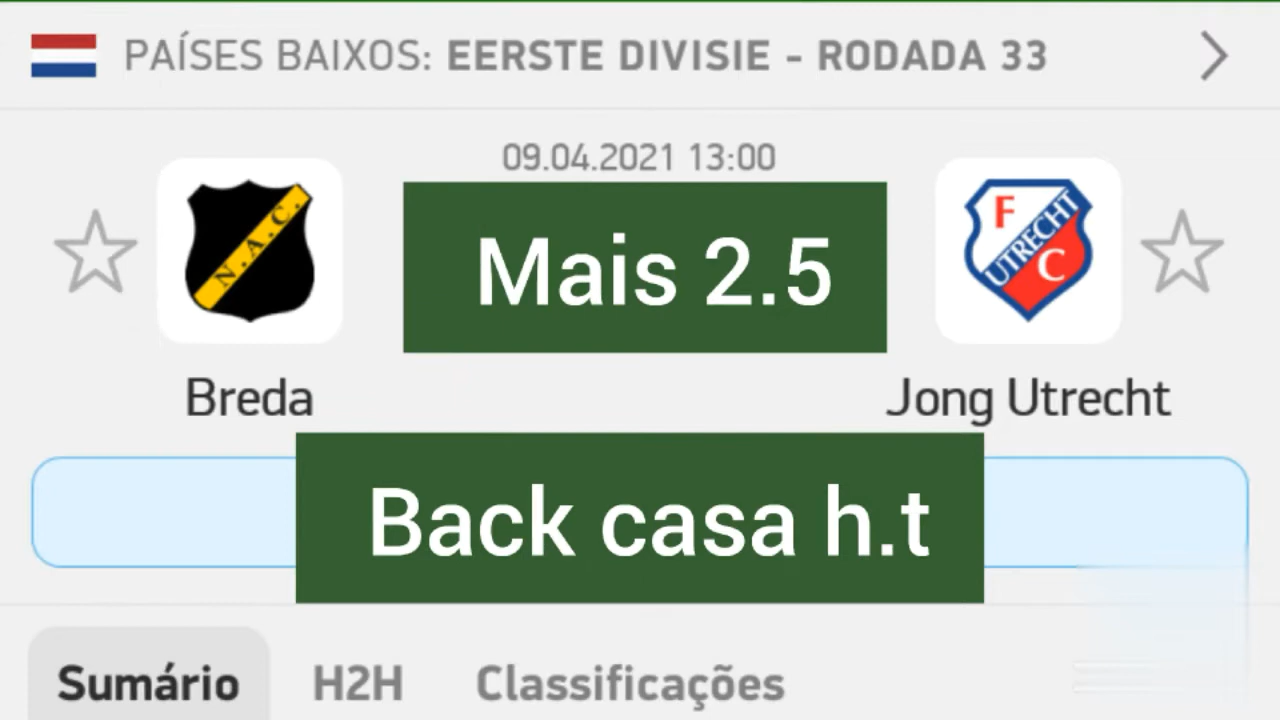 PAÍSES BAIXOS: EERSTE DIVISIE - RODADA 33
09.04.2021 13:00
N.A.C.
Mais 2.5
F
UTRECHT
C
Breda
Jong Utrecht
Back casa h.t
Sumário H2H Classificações